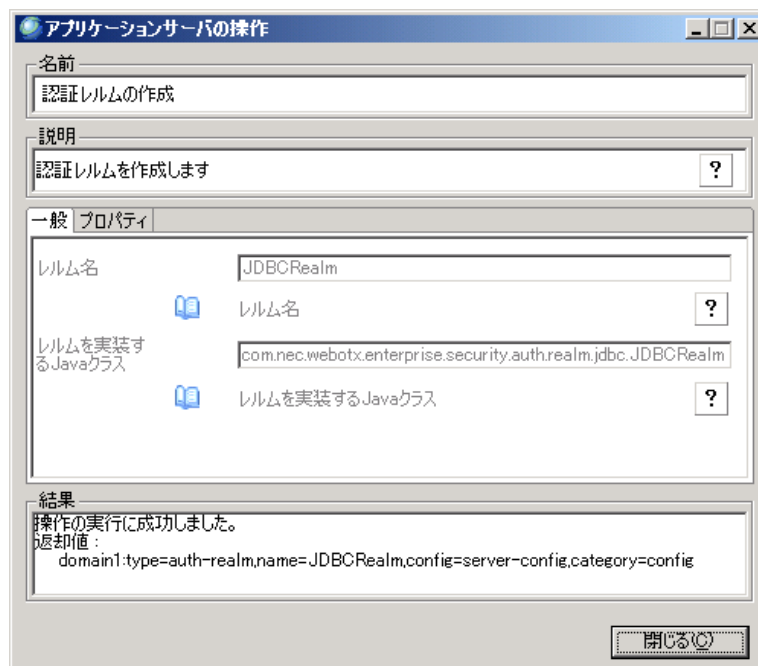 アプリケーションサーバの操作
名前
認証レルムの作成
説明
認証レルムを作成します
?
一般 プロパティ
レルム名
JDBCRealm
レルム名
?
レルムを実装す
るJavaクラス
com.nec.webotx.enterprise.security.auth.realm.jdbc.JDBCRealm
レルムを実装するJavaクラス
?
結果
操作の実行に成功しました。
返却値：
domain1:type=auth-realm,name=JDBCRealm,config=server-config,category=config
閉じる(C)